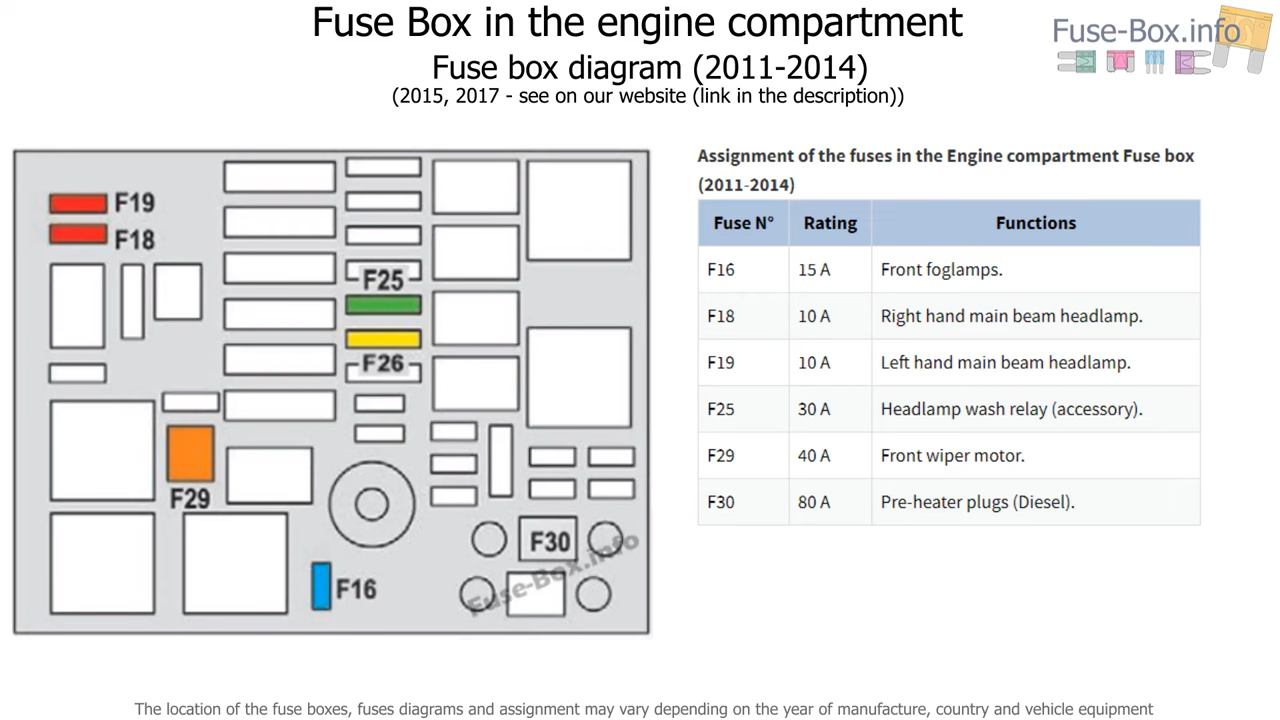 Fuse Box in the engine compartment
Fuse box diagram (2011-2014)
(2015, 2017 - see on our website (link in the description))
Fuse-Box.info
F19
F18
F25
F26
F29
F30
F16
Fuse-Box.info
Assignment of the fuses in the Engine compartment Fuse box
(2011-2014)
Fuse N° Rating Functions
F16 15 A Front foglamps.
F18 10 A Right hand main beam headlamp.
F19 10 A Left hand main beam headlamp.
F25 30 A Headlamp wash relay (accessory).
F29 40 A Front wiper motor.
F30 80 A Pre-heater plugs (Diesel).
The location of the fuse boxes, fuses diagrams and assignment may vary depending on the year of manufacture, country and vehicle equipment